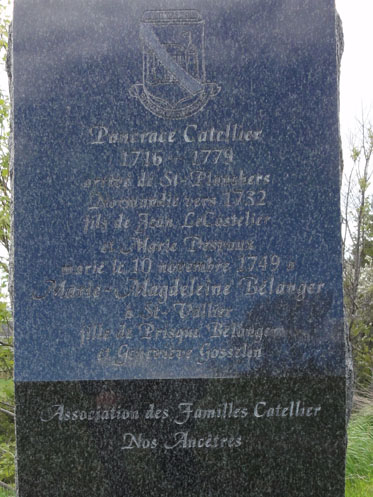 Pancrace Catellier
1716 - 1779
arrivé de St-Planchers
Normandie vers 1732
fils de Jean LeCastelier
et Marie Desvaux
marié le 10 novembre 1749 à
Marie-Magdeleine Bélanger
à St-Vallier
fille de Prisque Bélanger
et Geneviève Gosselin
Association des Familles Catellier
Nos Ancêtres